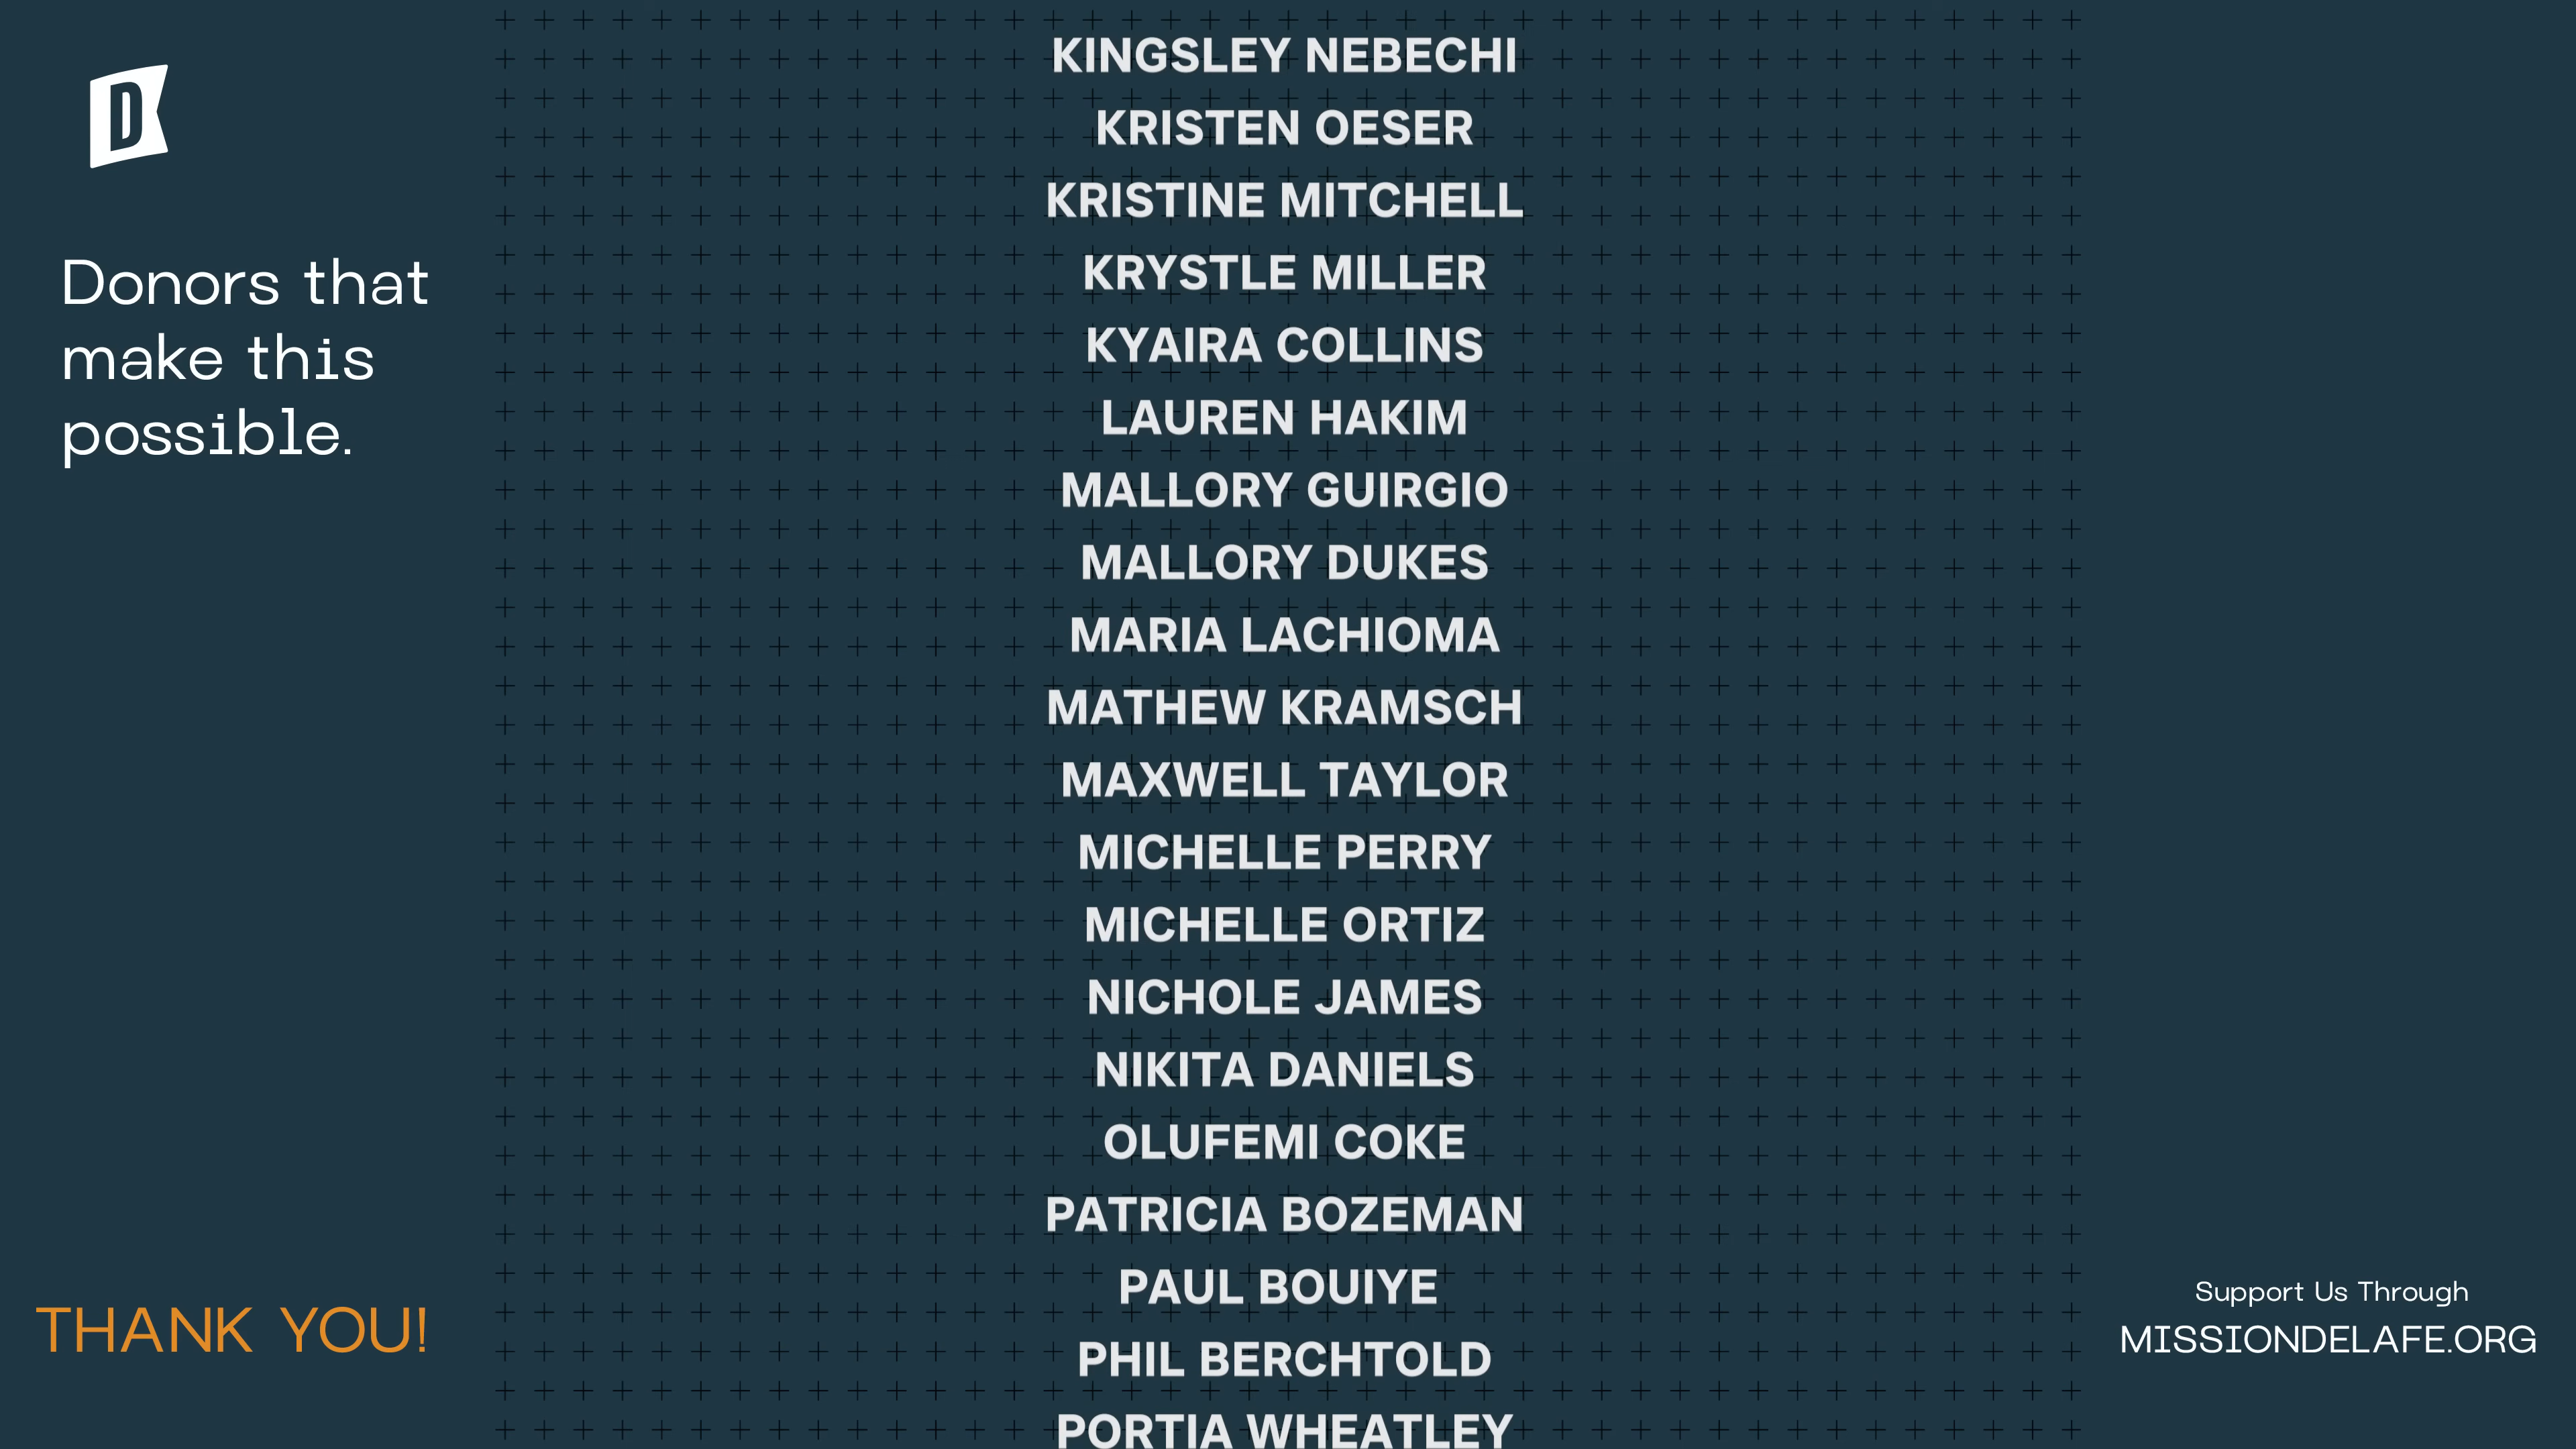 D
Donors that
make this
possible.
THANK YOU!
KINGSLEY NEBECHI
KRISTEN OESER
KRISTINE MITCHELL
KRYSTLE MILLER
KYAIRA COLLINS
LAUREN HAKIM
MALLORY GUIRGIO
MALLORY DUKES
MARIA LACHIOMA
MATHEW KRAMSCH
MAXWELL TAYLOR
MICHELLE PERRY
MICHELLE ORTIZ
NICHOLE JAMES
NIKITA DANIELS
OLUFEMI COKE
PATRICIA BOZEMAN
PAUL BOUIYE
PHIL BERCHTOLD
PORTIA WHEATLEY
Support Us Through
MISSIONDELAFE.ORG